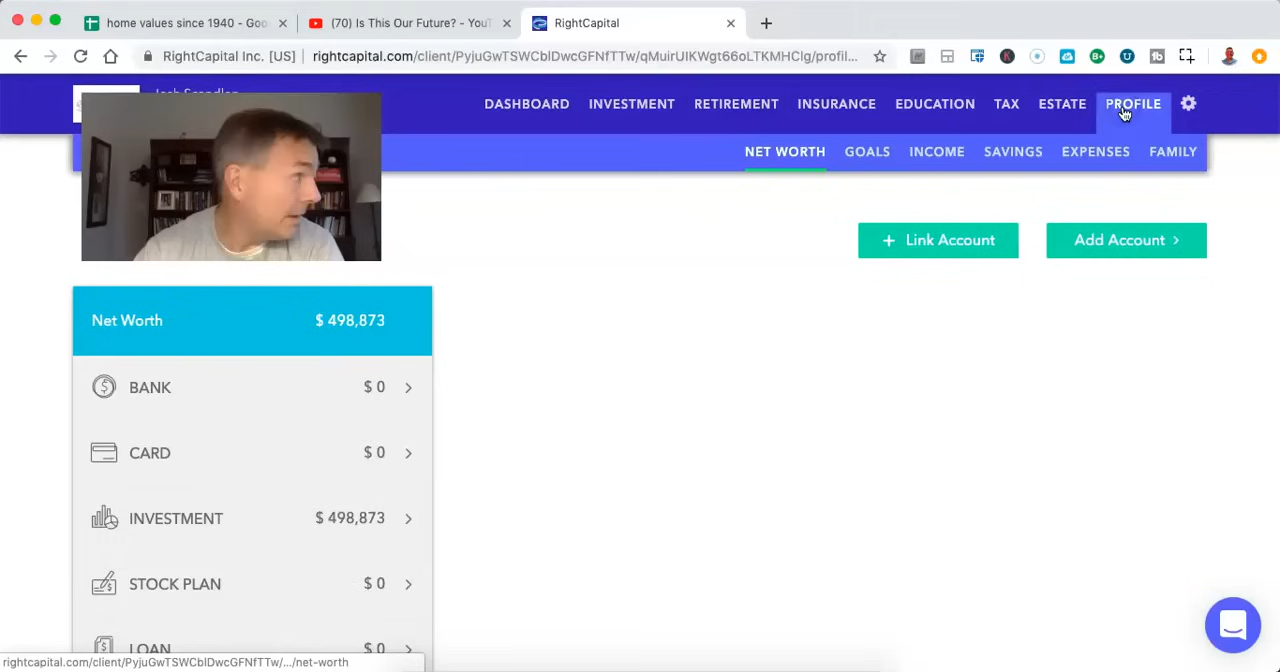 home values since 1940 - Goo
(70) Is This Our Future? - YouT
RightCapital
RightCapital Inc. [US]
rightcapital.com/client/PyjuGwTSWCblDwcGFNfTTw/qMuirUIKWgt66oLTKMHClg/profil...
Josh Scandlen
DASHBOARD INVESTMENT RETIREMENT INSURANCE EDUCATION TAX ESTATE PROFILE
NET WORTH GOALS INCOME SAVINGS EXPENSES FAMILY
+ Link Account
Add Account >
Net Worth $ 498,873
BANK $ 0
CARD $ 0
INVESTMENT $ 498,873
STOCK PLAN $ 0
LOAN $ 0
rightcapital.com/client/PyjuGwTSWCblDwcGFNfTTw/.../net-worth